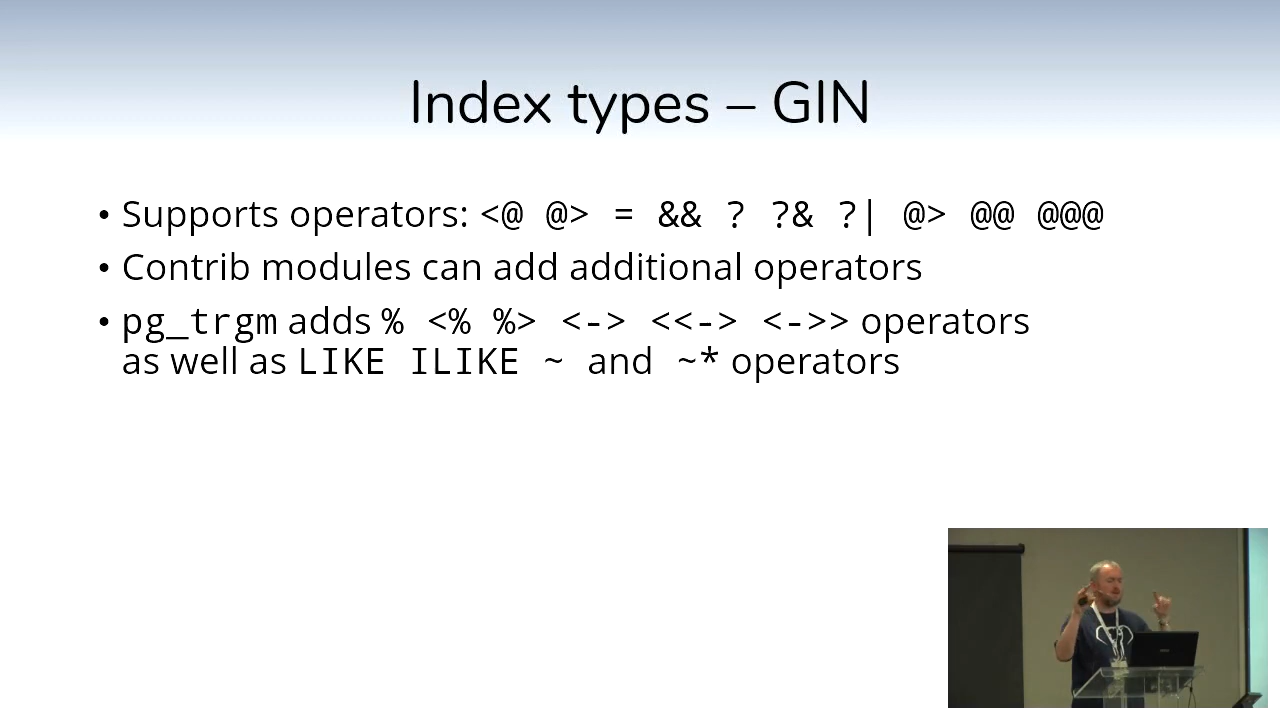 Index types – GIN
• Supports operators: <@ @> = && ? ?& ?| @> @@ @@@
• Contrib modules can add additional operators
• pg_trgm adds % <% %> <-> <<-> <->> operators
as well as LIKE ILIKE ~ and ~* operators